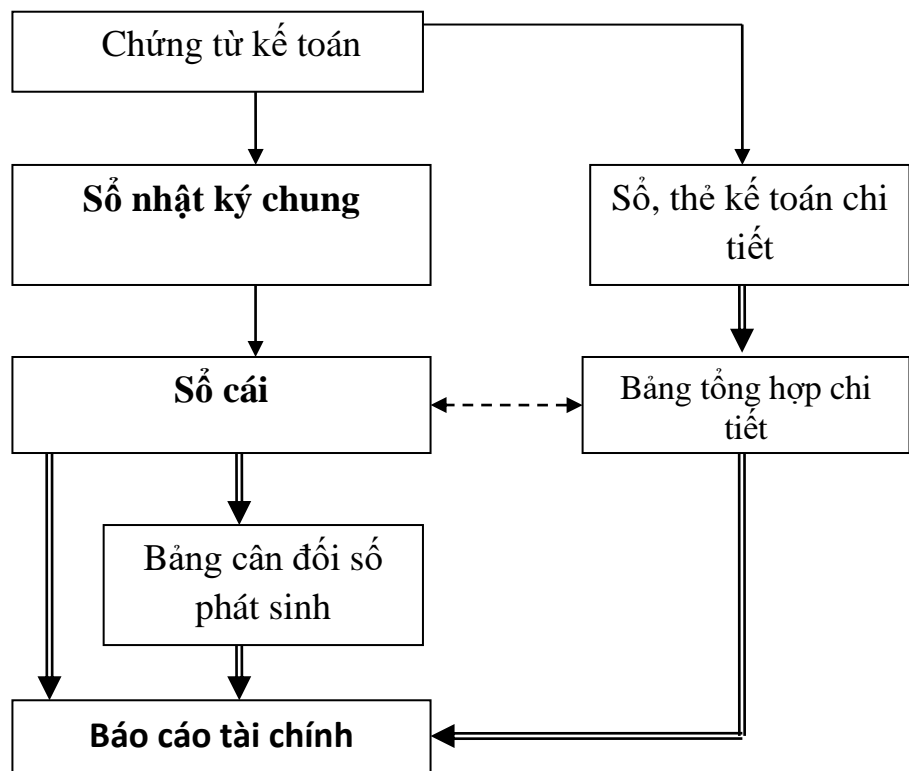 Chứng từ kế toán
Sổ nhật ký chung
Sổ, thẻ kế toán chi
tiết
Sổ cái
Bảng tổng hợp chi
tiết
Bảng cân đối số
phát sinh
Báo cáo tài chính